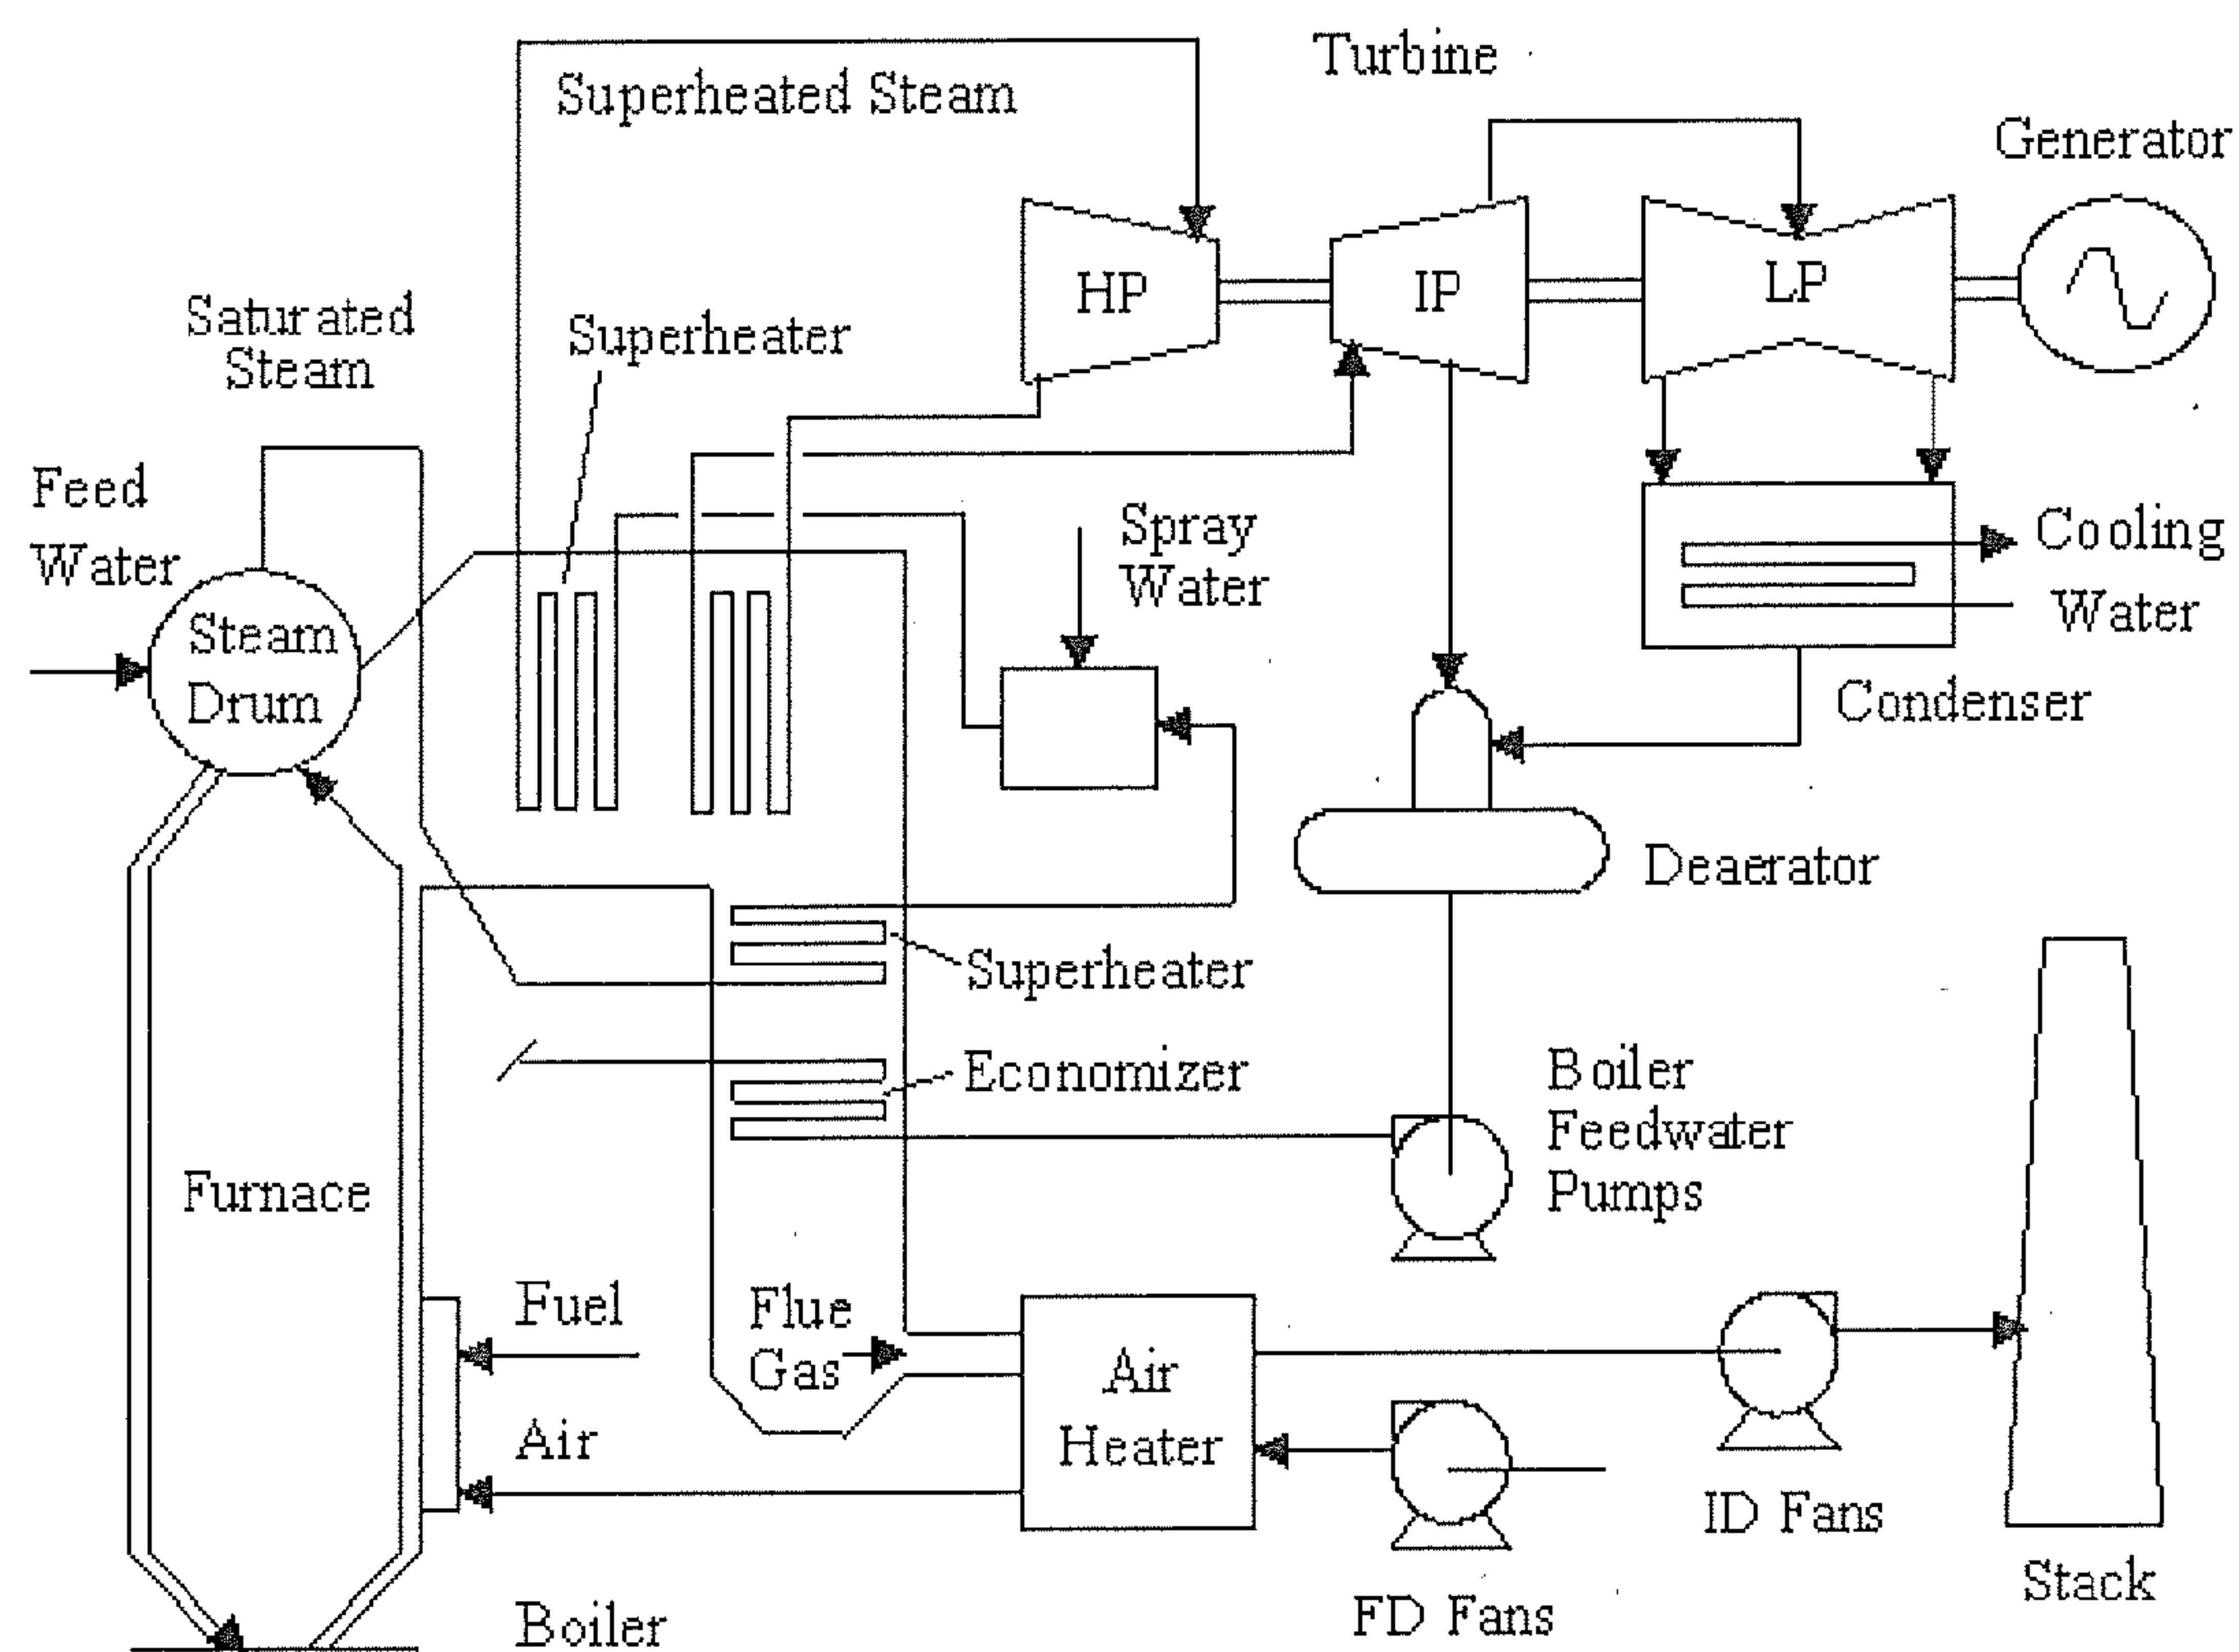 Turbine
Superheated Steam
Generator
HP
IP
LP
Saturated
Steam
Superheater
Feed
Water
Spray
Water
Cooling
Water
Steam
Drum
Condenser
Deaerator
Superheater
Economizer
Boiler
Feedwater
Pumps
Furnace
Fuel
Flue
Gas
Air
Air
Heater
ID Fans
Stack
FD Fans
Boiler